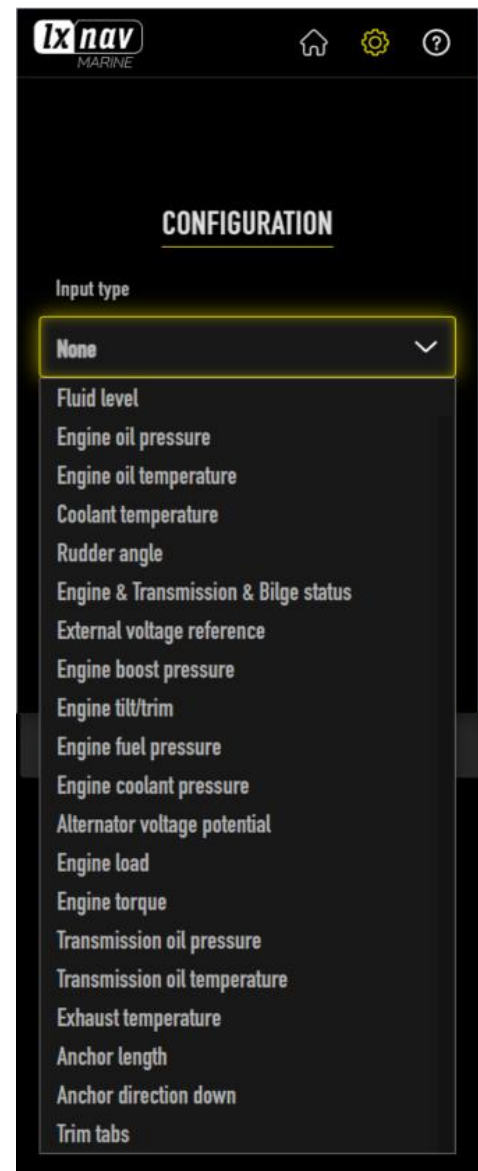 lx nav
MARINE
CONFIGURATION
Input type
None
Fluid level
Engine oil pressure
Engine oil temperature
Coolant temperature
Rudder angle
Engine & Transmission & Bilge status
External voltage reference
Engine boost pressure
Engine tilt/trim
Engine fuel pressure
Engine coolant pressure
Alternator voltage potential
Engine load
Engine torque
Transmission oil pressure
Transmission oil temperature
Exhaust temperature
Anchor length
Anchor direction down
Trim tabs